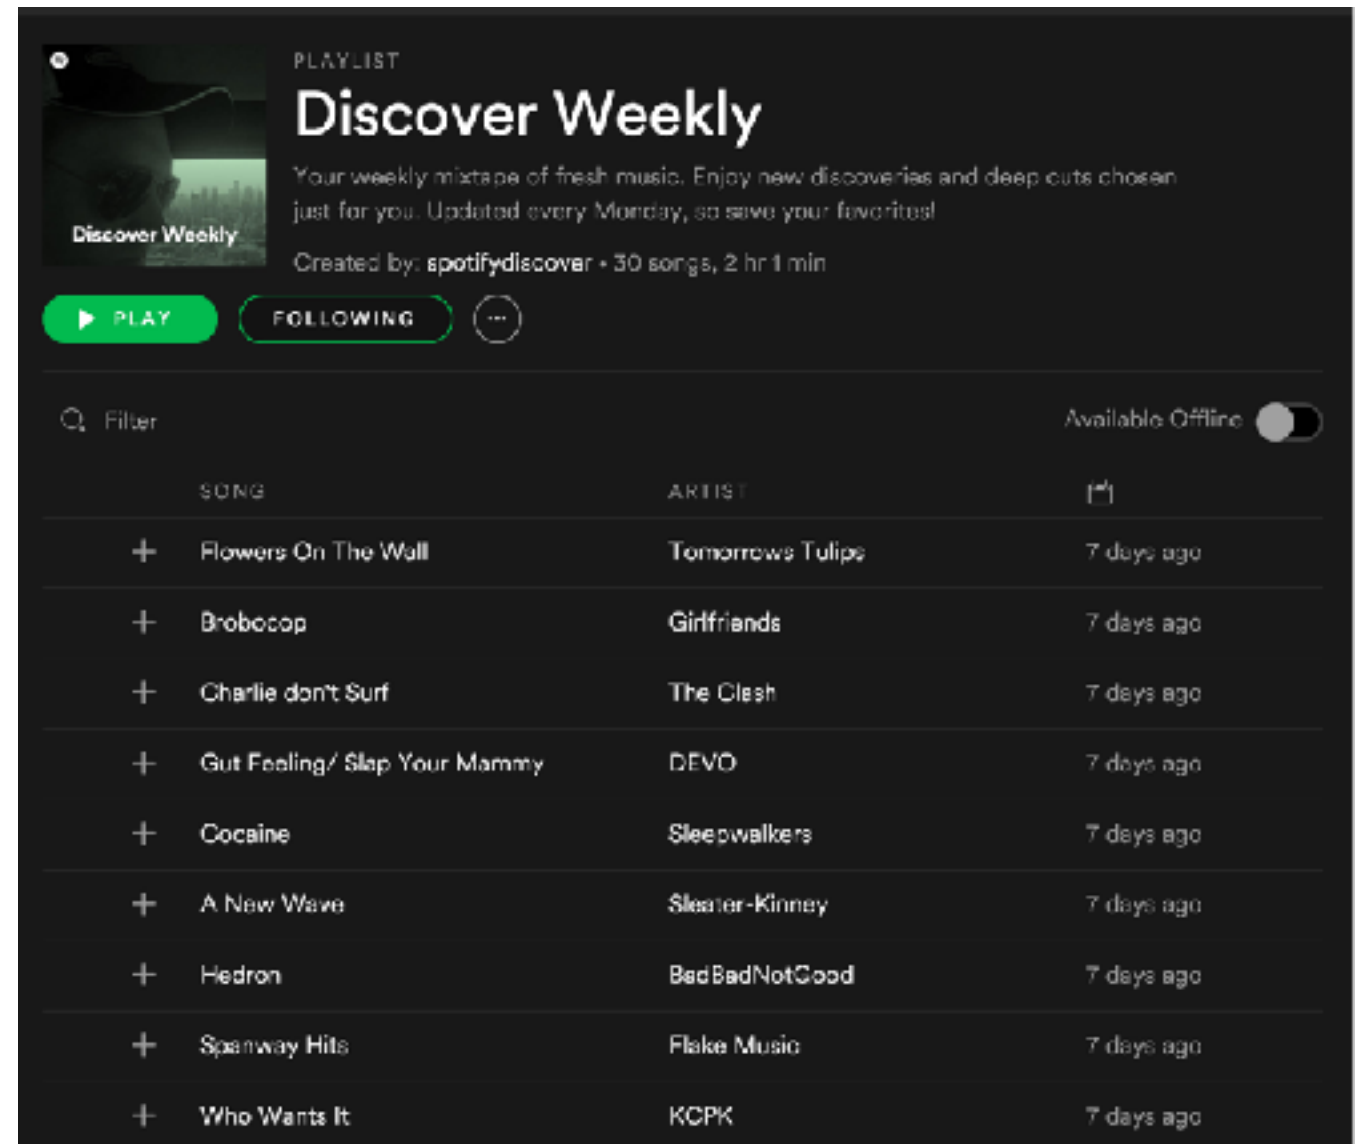 Discover Weekly
PLAYLIST
Discover Weekly
Your weekly mixtape of fresh music. Enjoy new discoveries and deep cuts chosen
just for you. Updated every Monday, so save your favorites!
Created by: spotifydiscover • 30 songs, 2 hr 1 min
PLAY FOLLOWING
Filter Available Offline
SONG ARTIST
Flowers On The Wall Tomorrows Tulips 7 days ago
Brobocop Girlfriends 7 days ago
Charlie don't Surf The Clash 7 days ago
Gut Feeling/ Slap Your Mammy DEVO 7 days ago
Cocaine Sleepwalkers 7 days ago
A New Wave Sleater-Kinney 7 days ago
Hedron BadBadNotGood 7 days ago
Spanway Hits Flake Music 7 days ago
Who Wants It KCPK 7 days ago